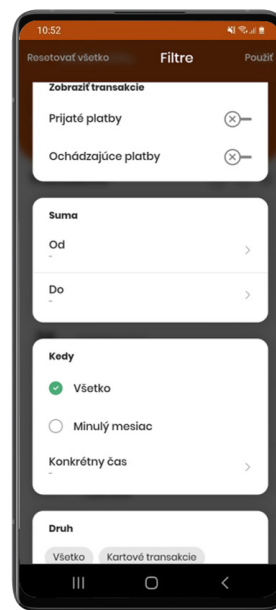 10:52
Resetovať všetko Filtre Použiť
Zobraziť transakcie
Prijaté platby
Ochádzajúce platby
Suma
Od
-
Do
-
Kedy
Všetko
Minulý mesiac
Konkrétny čas
-
Druh
Všetko Kartové transakcie